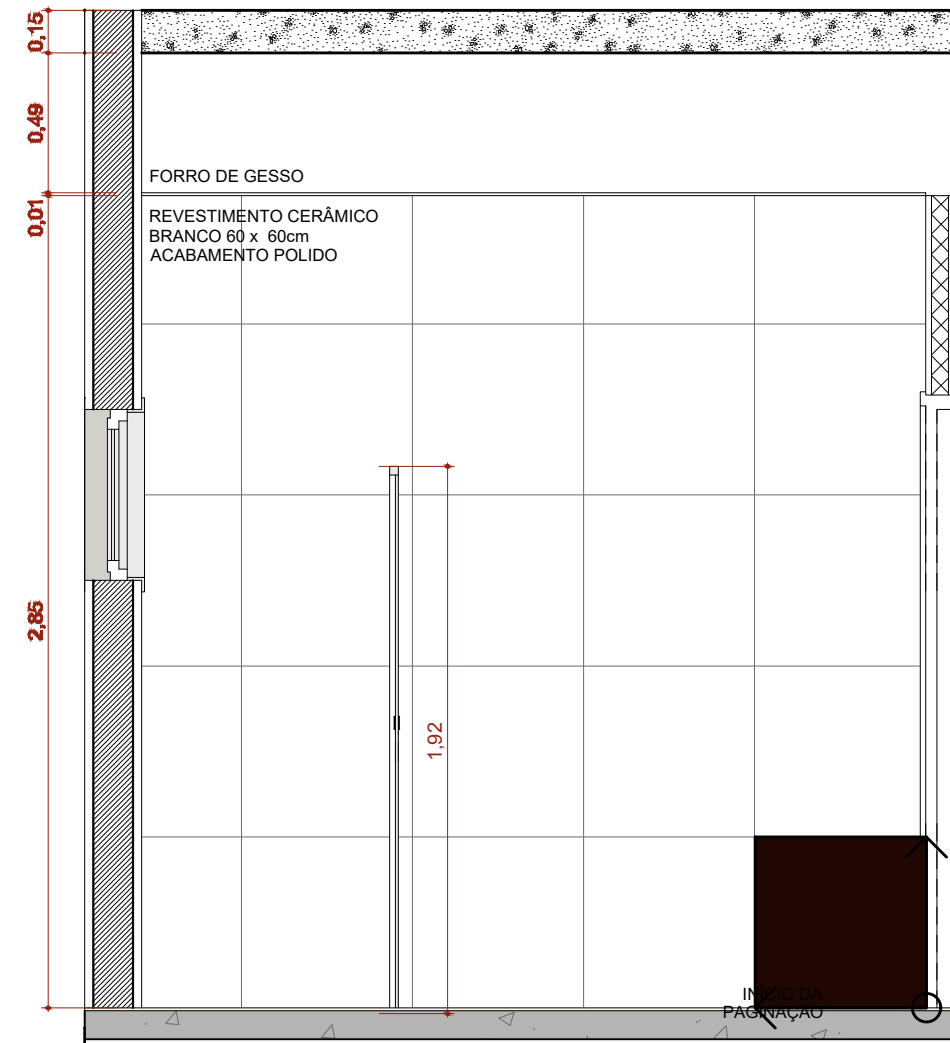 0,15
0,49
FORRO DE GESSO
0,01
REVESTIMENTO CERÂMICO
BRANCO 60 x 60cm
ACABAMENTO POLIDO
2,85
1,92
INÍCIO DA
PAGINAÇÃO